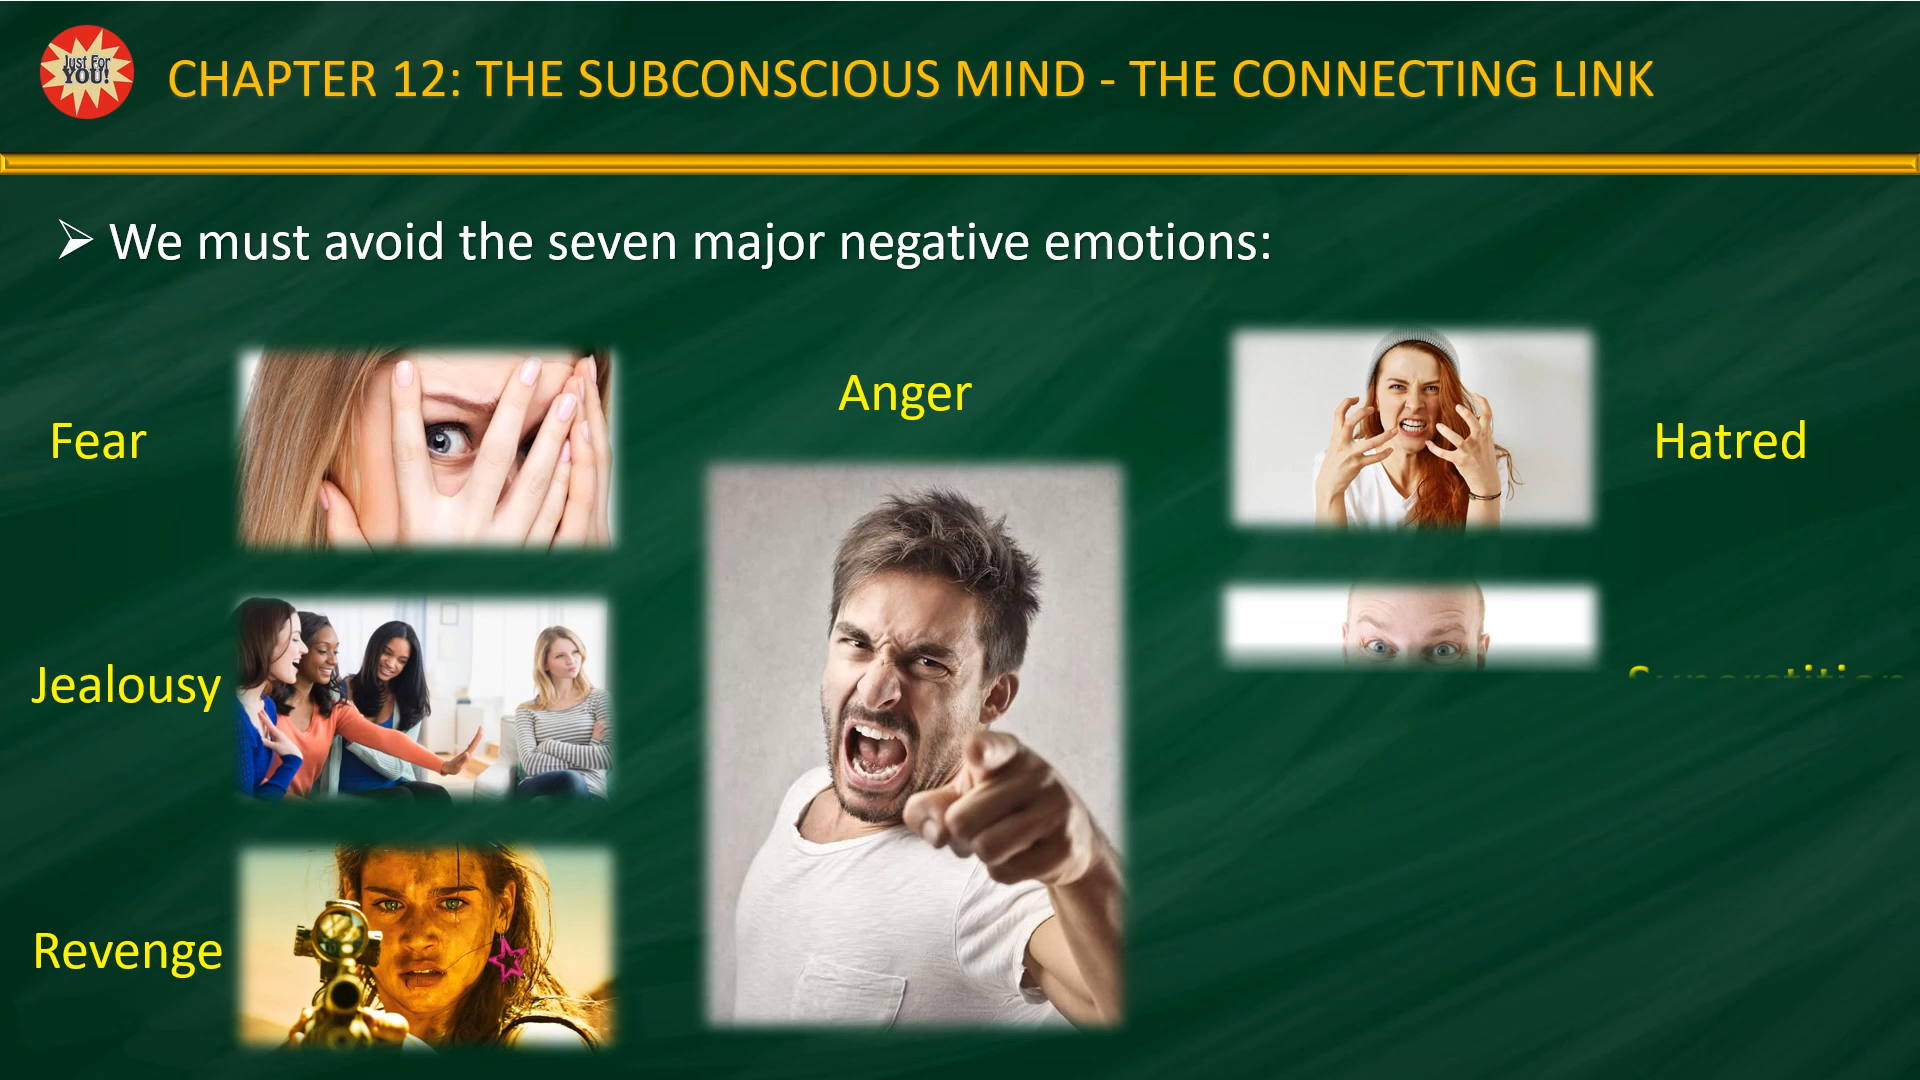 Just For
YOU!
CHAPTER 12: THE SUBCONSCIOUS MIND - THE CONNECTING LINK
➢ We must avoid the seven major negative emotions:
Fear
Anger
Hatred
Jealousy
Revenge